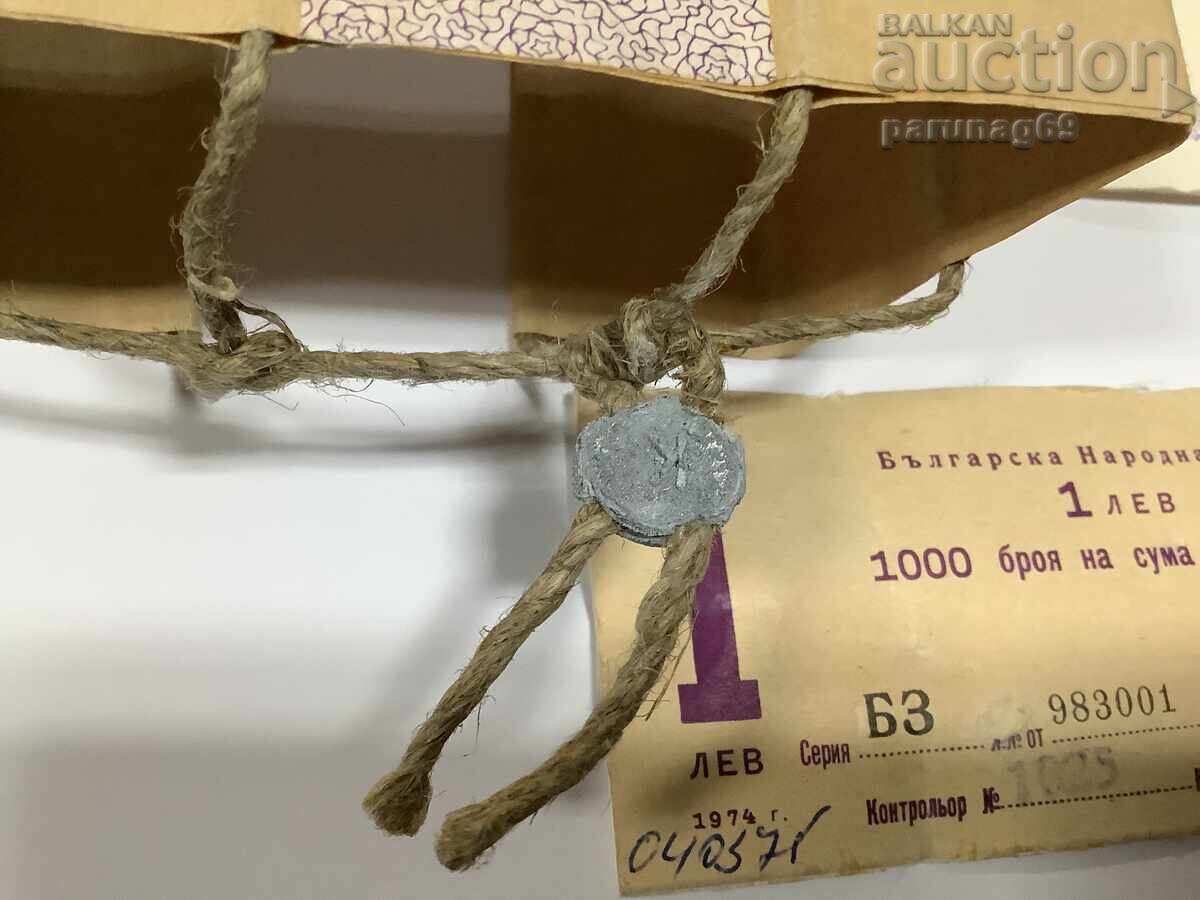 BALKAN
auction
parunag69
Българска Народна
1 ЛЕВ
1000 броя на сума
1
ЛЕВ
Серия БЗ №№ от 983001
1974 г.
Контрольор №